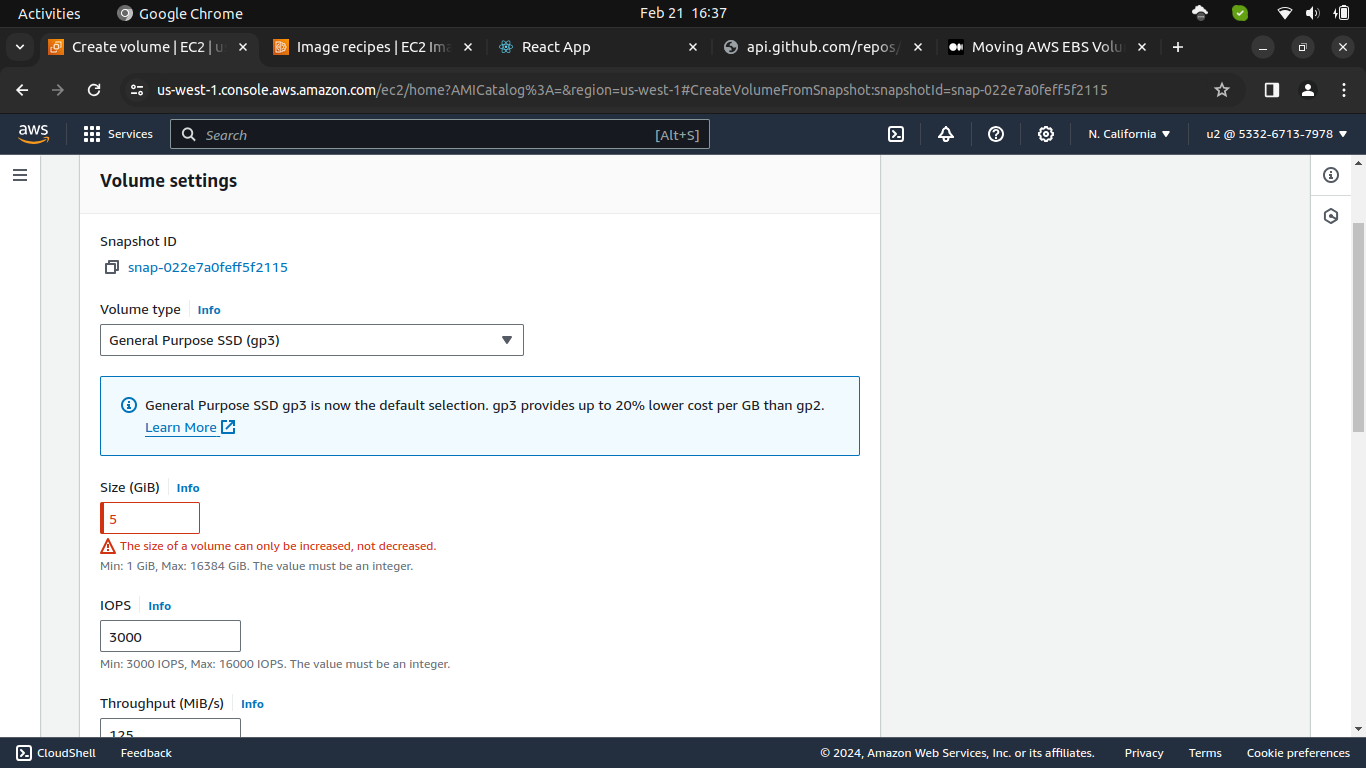 Activities Google Chrome Feb 21 16:37
Create volume | EC2 | u Image recipes | EC2 Ima React App api.github.com/repos/ Moving AWS EBS Volu
us-west-1.console.aws.amazon.com/ec2/home?AMICatalog%3A=&region=us-west-1#CreateVolumeFromSnapshot:snapshotId=snap-022e7a0feff5f2115
aws Services Search [Alt+S] N. California u2 @ 5332-6713-7978
Volume settings
Snapshot ID
snap-022e7a0feff5f2115
Volume type Info
General Purpose SSD (gp3)
General Purpose SSD gp3 is now the default selection. gp3 provides up to 20% lower cost per GB than gp2.
Learn More
Size (GiB) Info
5
The size of a volume can only be increased, not decreased.
Min: 1 GiB, Max: 16384 GiB. The value must be an integer.
IOPS Info
3000
Min: 3000 IOPS, Max: 16000 IOPS. The value must be an integer.
Throughput (MiB/s) Info
125
CloudShell Feedback © 2024, Amazon Web Services, Inc. or its affiliates. Privacy Terms Cookie preferences